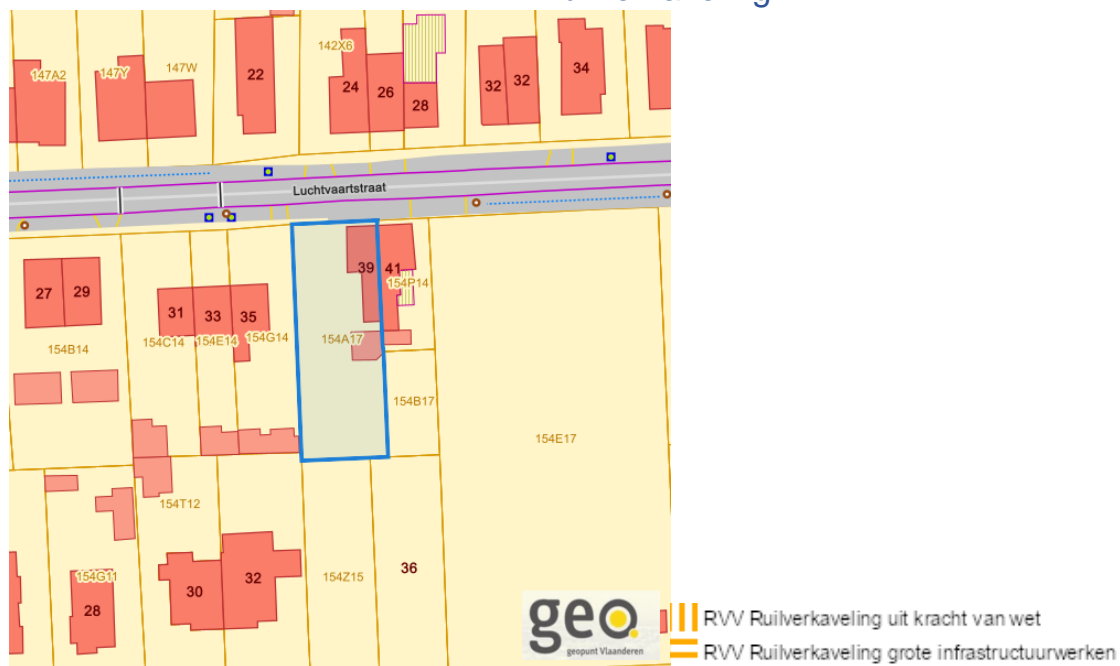 147A2
147Y
147W
22
142X6
24
26
28
32
32
34
Luchtvaartstraat
27
29
31
33
35
39
41
154P14
154B14
154C14
154E14
154G14
154A17
154B17
154E17
154T12
154G11
28
30
32
154Z15
36
geo.
geopunt Vlaanderen
RVV Ruilverkaveling uit kracht van wet
RVV Ruilverkaveling grote infrastructuurwerken